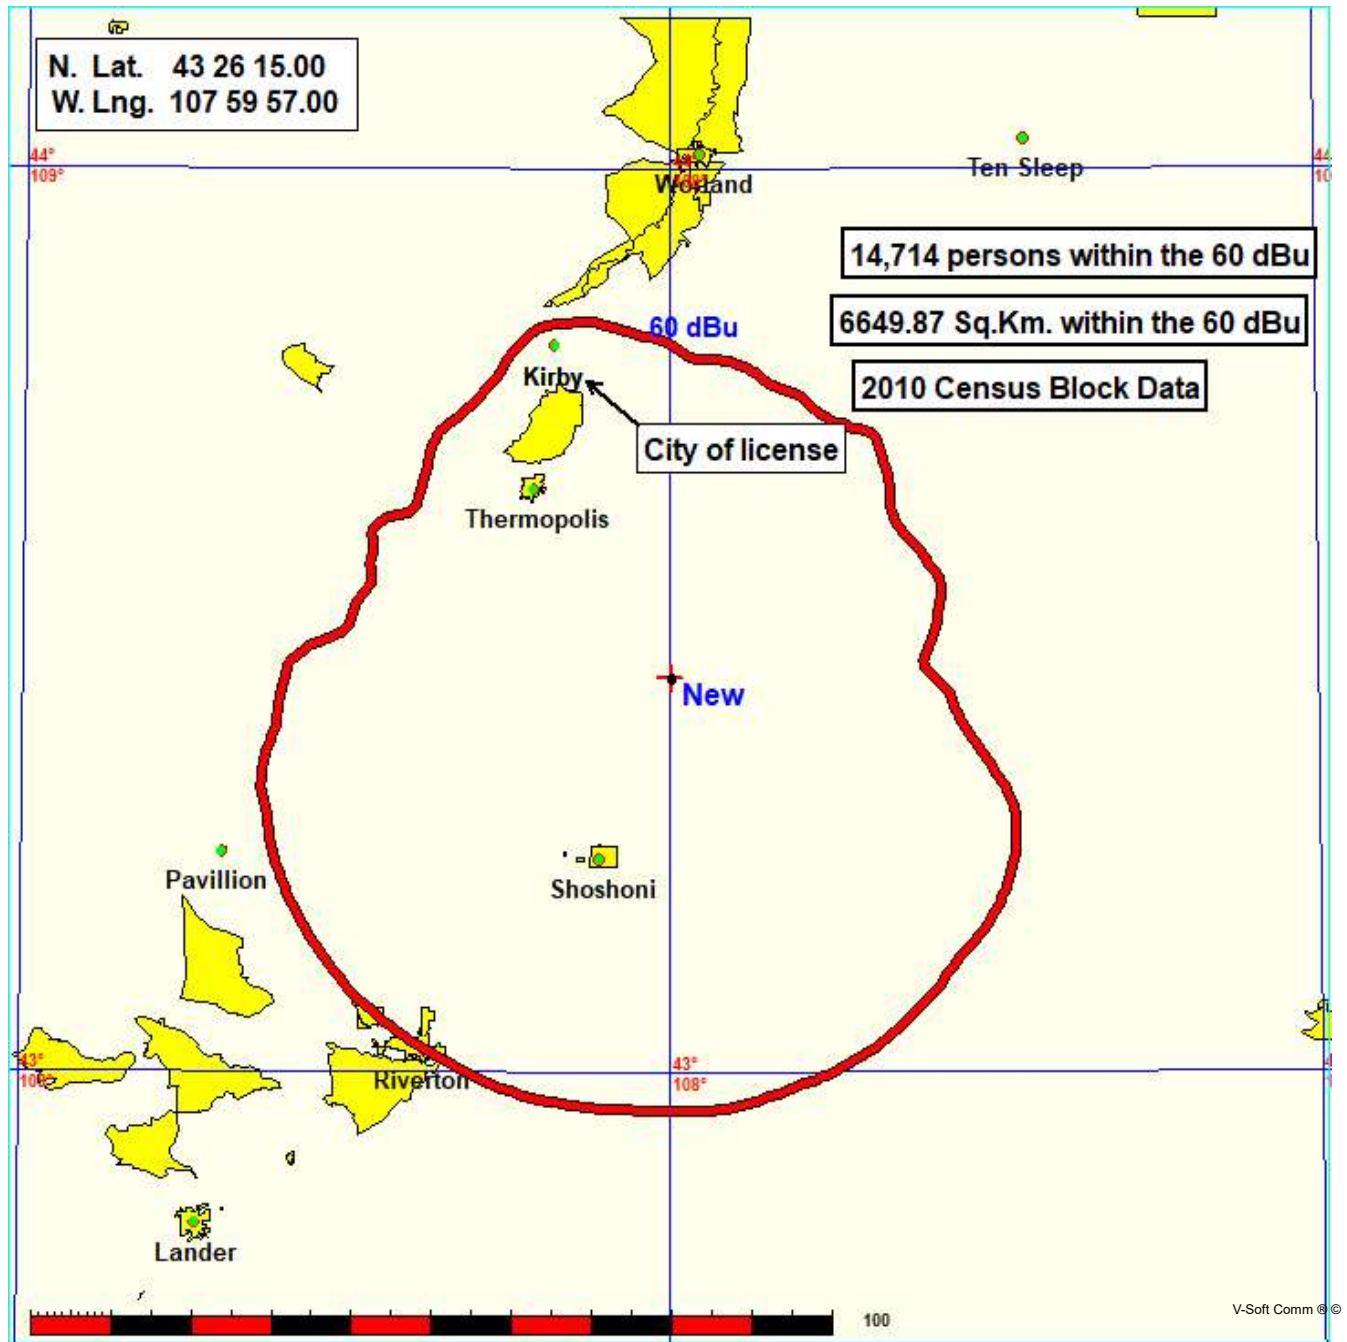 N. Lat. 43 26 15.00
W. Lng. 107 59 57.00
44°
109°
44
10
Worland
Ten Sleep
14,714 persons within the 60 dBu
6649.87 Sq.Km. within the 60 dBu
60 dBu
2010 Census Block Data
Kirby
City of license
Thermopolis
New
Pavillion
Shoshoni
43°
43°
108°
Riverton
Lander
100
V-Soft Comm ® ©